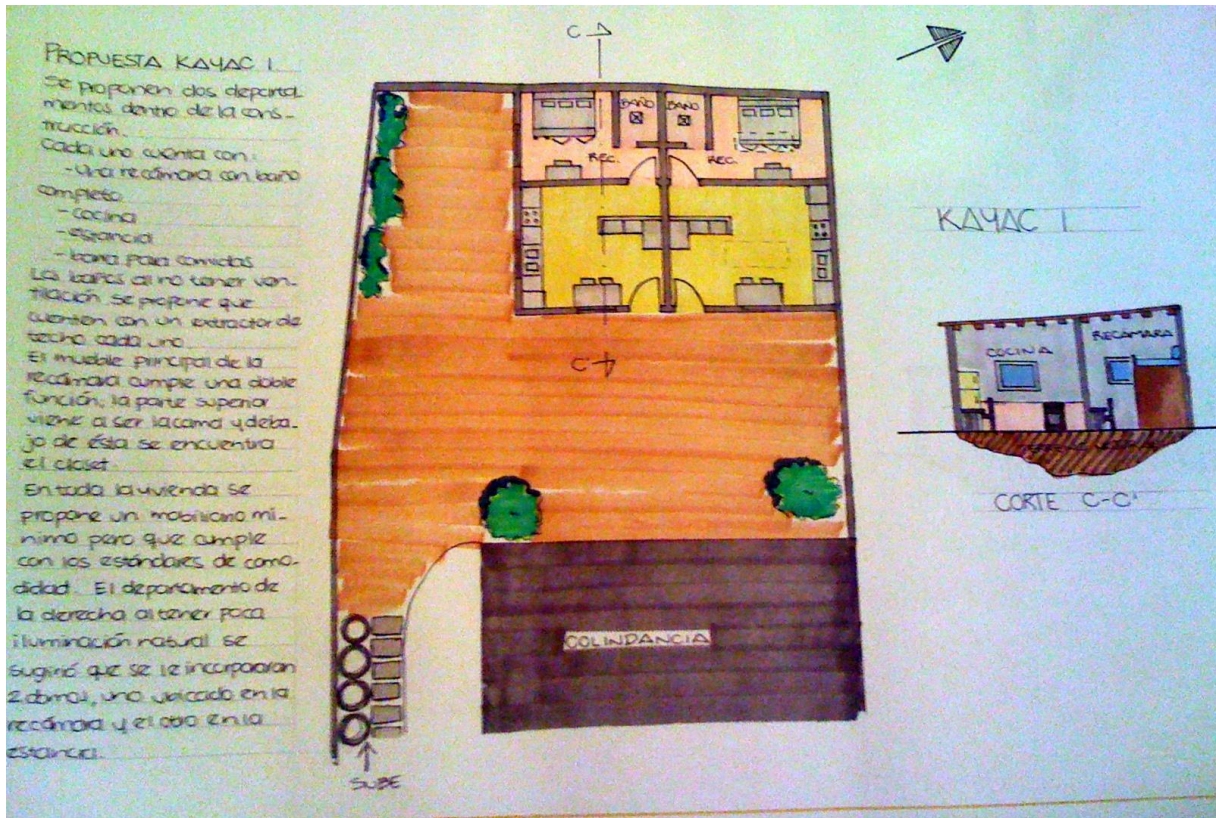 PROPUESTA KAYAC I
Se proponen dos departa-
mentos dentro de la cons-
trucción.
Cada uno cuenta con:
-Una recámara con baño
completo
-cocina
-estancia
-barra para comidas
Los baños al no tener ven-
tilación se propone que
cuenten con un extractor de
techo cada uno.
El mueble principal de la
recámara cumple una doble
función, la parte superior
viene a ser la cama y deba-
jo de ésta se encuentra
el closet.
En toda la vivienda se
propone un mobiliario mí-
nimo pero que cumple
con los estándares de como-
didad. El departamento de
la derecha al tener poca
iluminación natural se
sugirió que se le incorporaran
2 domos, uno ubicado en la
recámara y el otro en la
estancia.
C
BAÑO
BAÑO
REC.
REC.
C'
COLINDANCIA
SUBE
KAYAC I
COCINA
RECÁMARA
CORTE C-C'